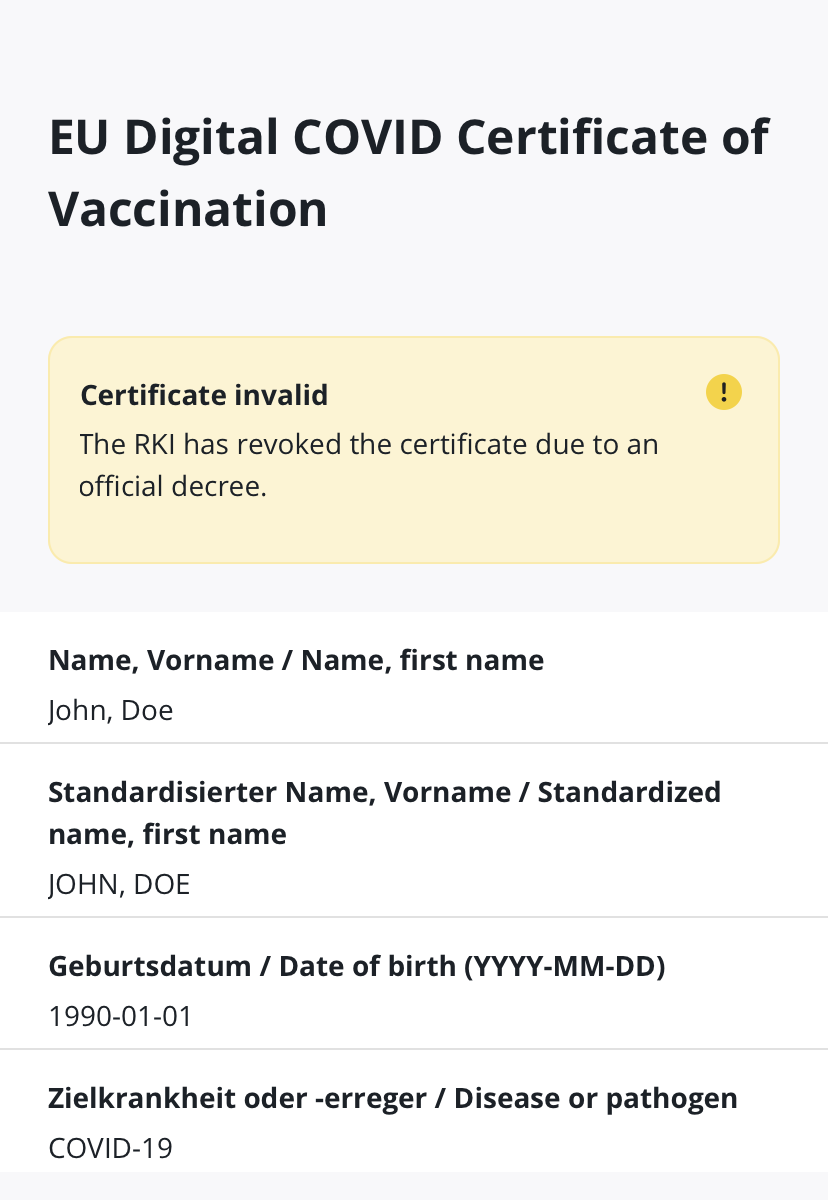 EU Digital COVID Certificate of
Vaccination
Certificate invalid
!
The RKI has revoked the certificate due to an
official decree.
Name, Vorname / Name, first name
John, Doe
Standardisierter Name, Vorname / Standardized
name, first name
JOHN, DOE
Geburtsdatum / Date of birth (YYYY-MM-DD)
1990-01-01
Zielkrankheit oder -erreger / Disease or pathogen
COVID-19